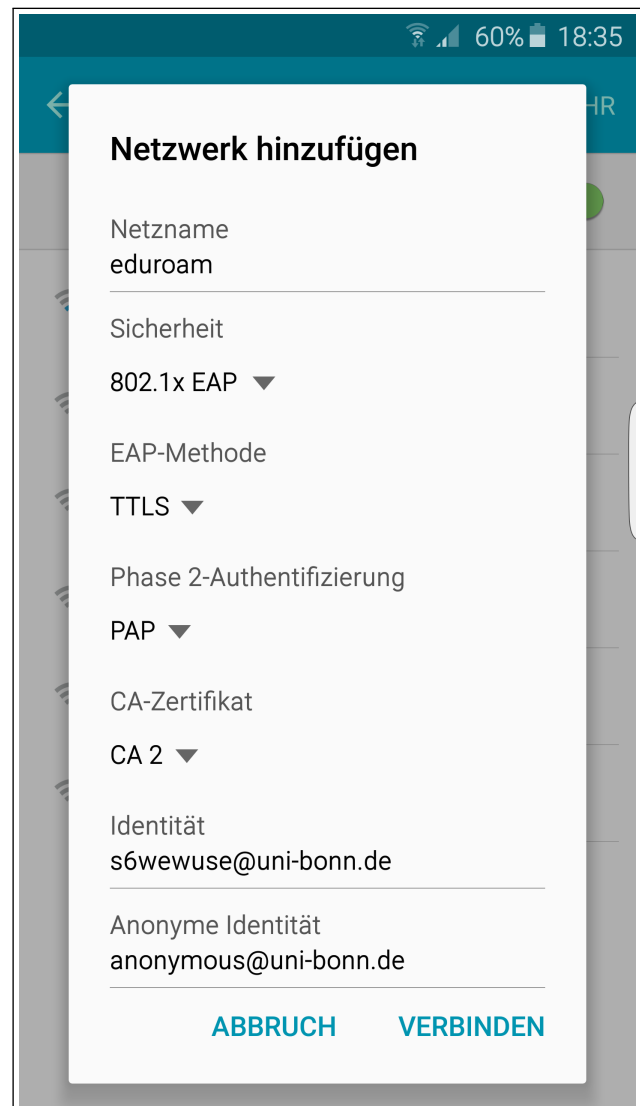 60% 18:35
HR
Netzwerk hinzufügen
Netzname
eduroam
Sicherheit
802.1x EAP
EAP-Methode
TTLS
Phase 2-Authentifizierung
PAP
CA-Zertifikat
CA 2
Identität
s6wewuse@uni-bonn.de
Anonyme Identität
anonymous@uni-bonn.de
ABBRUCH VERBINDEN